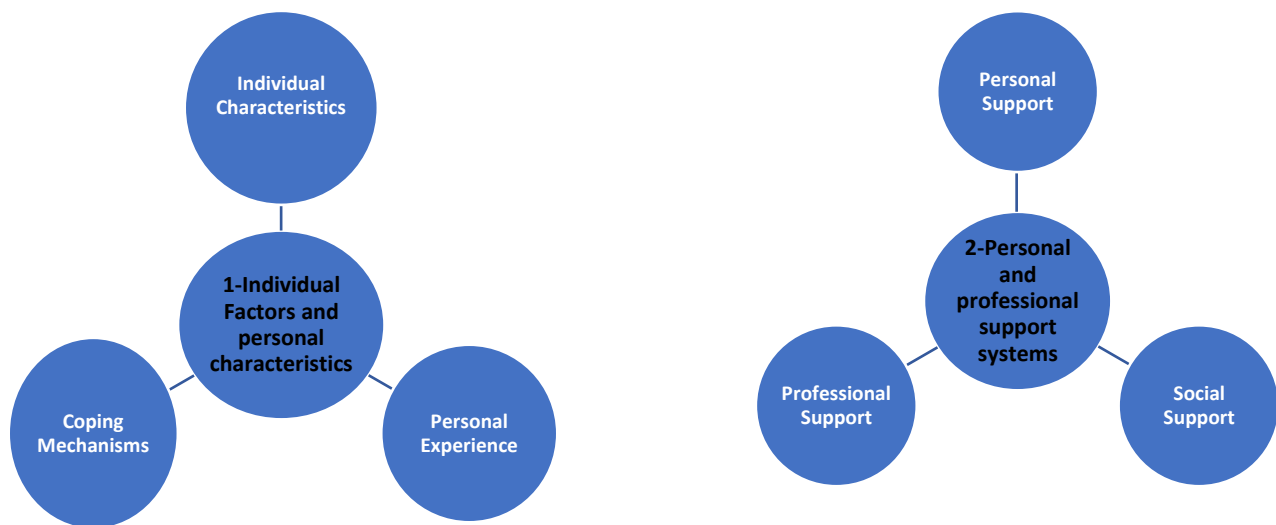 Individual
Characteristics
1-Individual
Factors and
personal
characteristics
Coping
Mechanisms
Personal
Experience
Personal
Support
2-Personal
and
professional
support
systems
Professional
Support
Social
Support